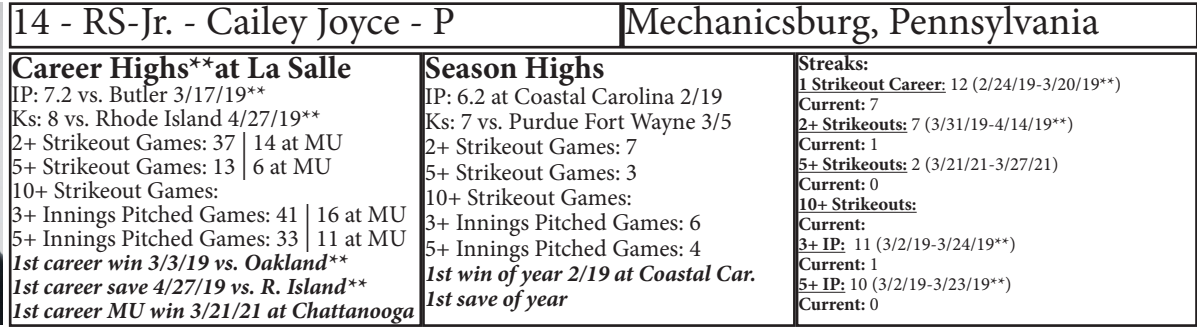 14 - RS-Jr. - Cailey Joyce - P
Mechanicsburg, Pennsylvania
Career Highs**at La Salle
IP: 7.2 vs. Butler 3/17/19**
Ks: 8 vs. Rhode Island 4/27/19**
2+ Strikeout Games: 37 | 14 at MU
5+ Strikeout Games: 13 | 6 at MU
10+ Strikeout Games:
3+ Innings Pitched Games: 41 | 16 at MU
5+ Innings Pitched Games: 33 | 11 at MU
1st career win 3/3/19 vs. Oakland**
1st career save 4/27/19 vs. R. Island**
1st career MU win 3/21/21 at Chattanooga
Season Highs
IP: 6.2 at Coastal Carolina 2/19
Ks: 7 vs. Purdue Fort Wayne 3/5
2+ Strikeout Games: 7
5+ Strikeout Games: 3
10+ Strikeout Games:
3+ Innings Pitched Games: 6
5+ Innings Pitched Games: 4
1st win of year 2/19 at Coastal Car.
1st save of year
Streaks:
1 Strikeout Career: 12 (2/24/19-3/20/19**)
Current: 7
2+ Strikeouts: 7 (3/31/19-4/14/19**)
Current: 1
5+ Strikeouts: 2 (3/21/21-3/27/21)
Current: 0
10+ Strikeouts:
Current:
3+ IP: 11 (3/2/19-3/24/19**)
Current: 1
5+ IP: 10 (3/2/19-3/23/19**)
Current: 0